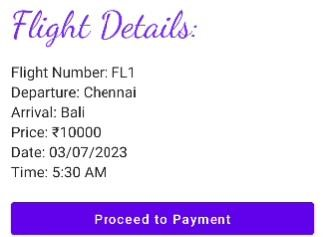 Flight Details:
Flight Number: FL1
Departure: Chennai
Arrival: Bali
Price: ₹10000
Date: 03/07/2023
Time: 5:30 AM
Proceed to Payment